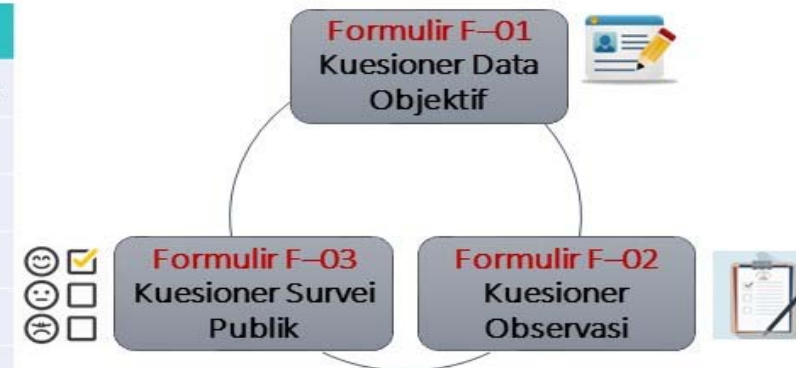 Formulir F–01
Kuesioner Data
Objektif
Formulir F–03
Kuesioner Survei
Publik
Formulir F–02
Kuesioner
Observasi